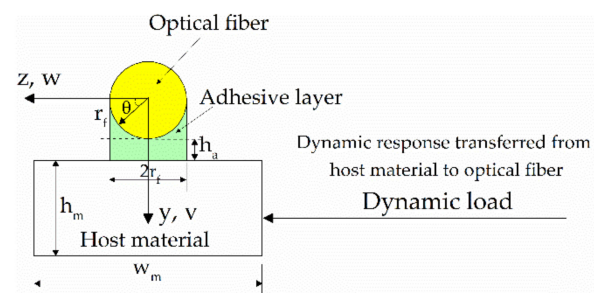 Optical fiber
z, w
θ
r_f
Adhesive layer
h_a
Dynamic response transferred from
host material to optical fiber
2r_f
h_m
y, v
Dynamic load
Host material
w_m